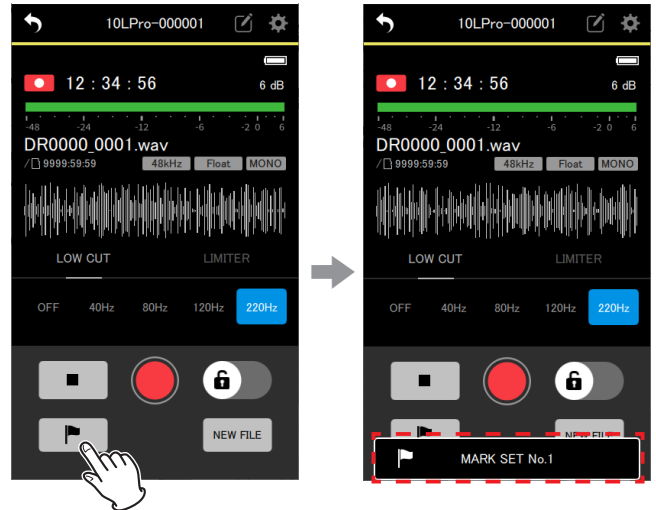 10LPro-000001
12 : 34 : 56
6 dB
-48 -24 -12 -6 -2 0 6
DR0000_0001.wav
/ 9999:59:59 48kHz Float MONO
LOW CUT LIMITER
OFF 40Hz 80Hz 120Hz 220Hz
NEW FILE
10LPro-000001
12 : 34 : 56
6 dB
-48 -24 -12 -6 -2 0 6
DR0000_0001.wav
/ 9999:59:59 48kHz Float MONO
LOW CUT LIMITER
OFF 40Hz 80Hz 120Hz 220Hz
NEW FILE
MARK SET No.1